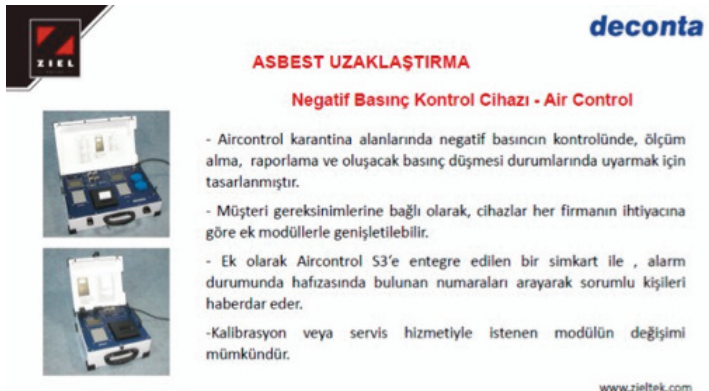 ZIEL
deconta
ASBEST UZAKLAŞTIRMA
Negatif Basınç Kontrol Cihazı - Air Control
- Aircontrol karantina alanlarında negatif basıncın kontrolünde, ölçüm
alma, raporlama ve oluşacak basınç düşmesi durumlarında uyarmak için
tasarlanmıştır.
- Müşteri gereksinimlerine bağlı olarak, cihazlar her firmanın ihtiyacına
göre ek modüllerle genişletilebilir.
- Ek olarak Aircontrol S3'e entegre edilen bir simkart ile , alarm
durumunda hafızasında bulunan numaraları arayarak sorumlu kişileri
haberdar eder.
-Kalibrasyon veya servis hizmetiyle istenen modülün değişimi
mümkündür.
www.zieltek.com